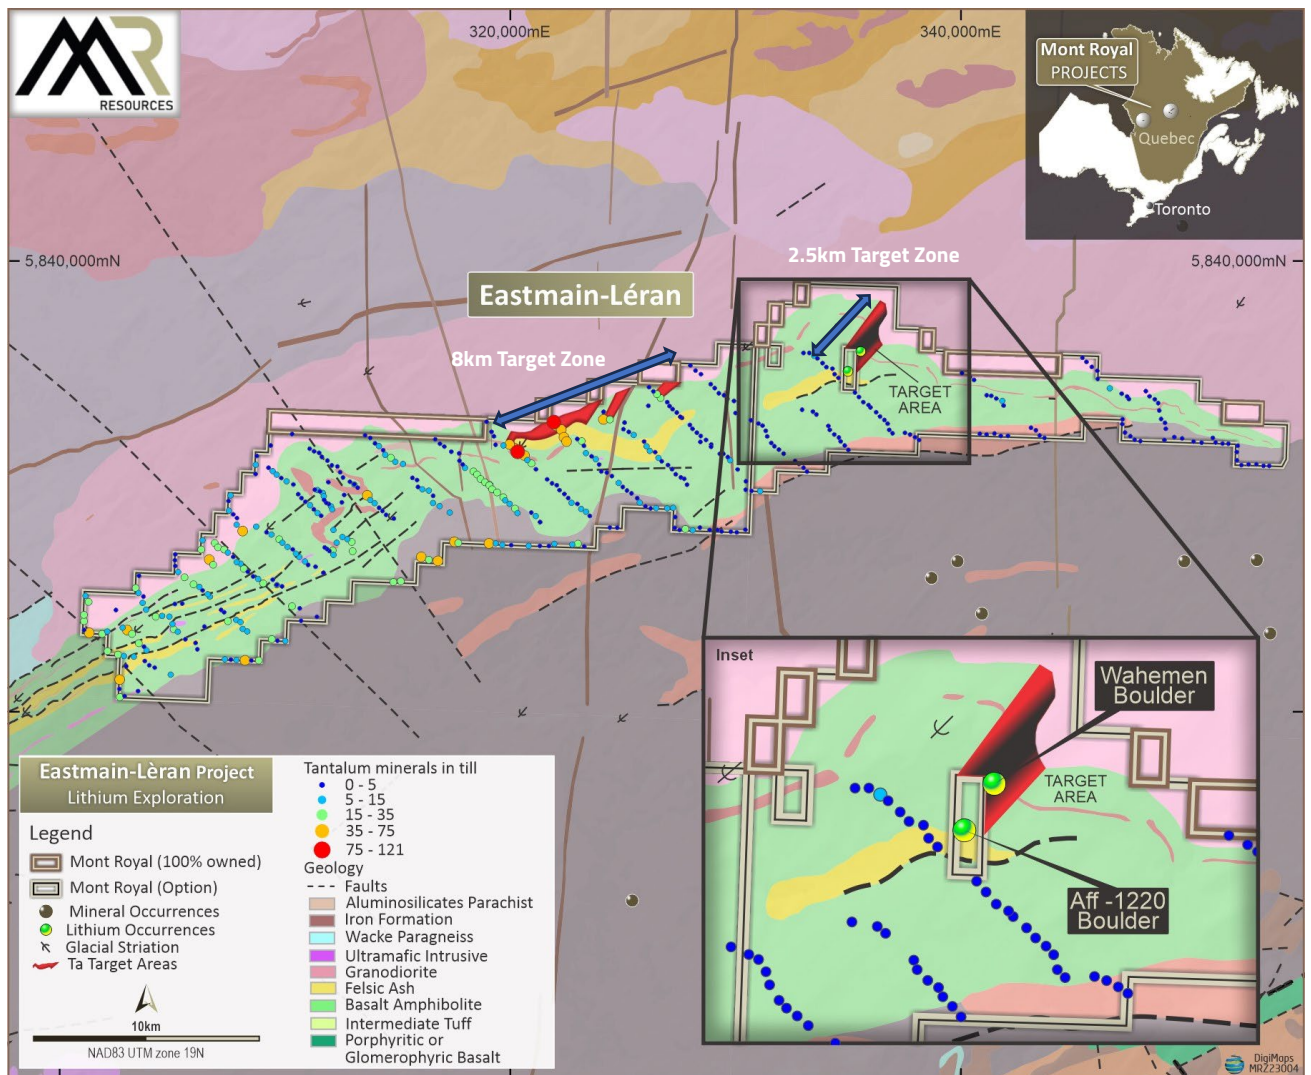 MR
RESOURCES
320,000mE
340,000mE
Mont Royal
PROJECTS
Quebec
Toronto
5,840,000mN
5,840,000mN
2.5km Target Zone
Eastmain-Léran
8km Target Zone
TARGET
AREA
Inset
Wahemen
Boulder
TARGET
AREA
Aff -1220
Boulder
Eastmain-Lèran Project
Lithium Exploration
Legend
Mont Royal (100% owned)
Mont Royal (Option)
Mineral Occurrences
Lithium Occurrences
Glacial Striation
Ta Target Areas
N
10km
NAD83 UTM zone 19N
Tantalum minerals in till
0 - 5
5 - 15
15 - 35
35 - 75
75 - 121
Geology
Faults
Aluminosilicates Parachist
Iron Formation
Wacke Paragneiss
Ultramafic Intrusive
Granodiorite
Felsic Ash
Basalt Amphibolite
Intermediate Tuff
Porphyritic or
Glomerophyric Basalt
DigiMaps
MRZ23004